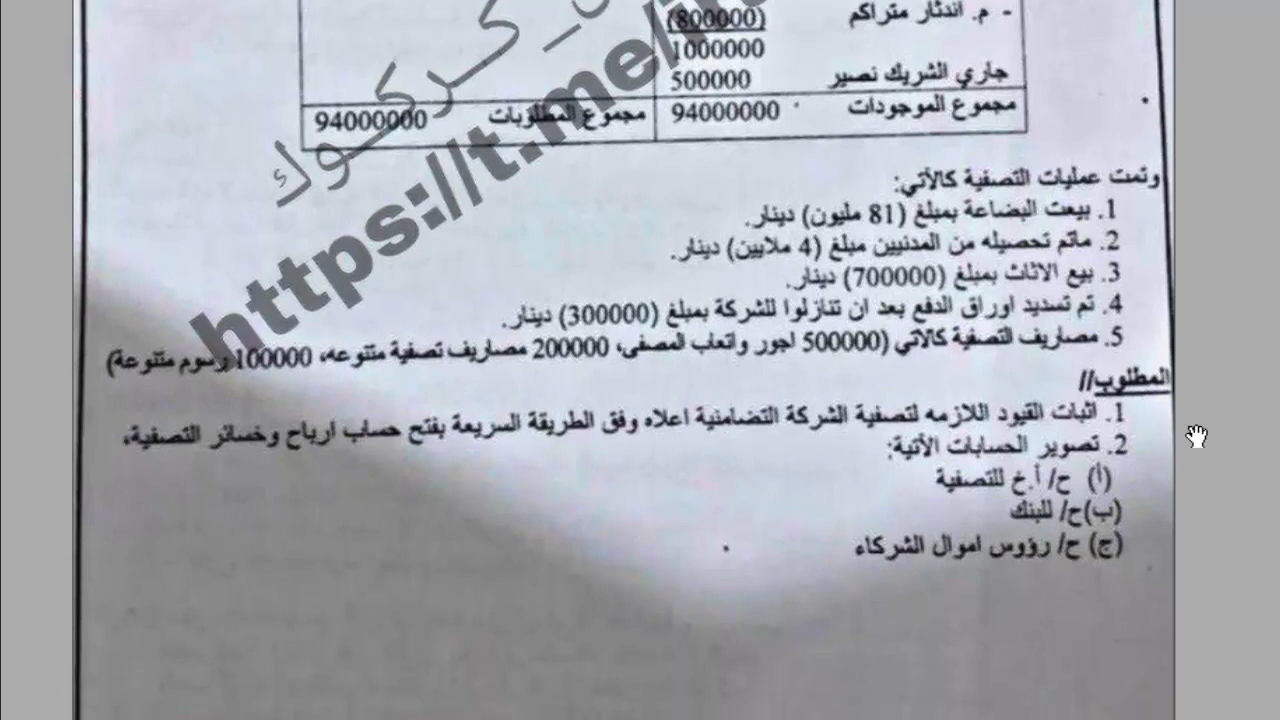 - م. اندثار متراكم (800000)
1000000
جاري الشريك نصير 500000
مجموع الموجودات 94000000 مجموع المطلوبات 94000000
وتمت عمليات التصفية كالآتي:
1. بيعت البضاعة بمبلغ (81 مليون) دينار.
2. ماتم تحصيله من المدنيين مبلغ (4 ملايين) دينار.
3. بيع الاثاث بمبلغ (700000) دينار.
4. تم تسديد اوراق الدفع بعد ان تنازلوا للشركة بمبلغ (300000) دينار.
5. مصاريف التصفية كالاتي (500000 اجور واتعاب المصفي، 200000 مصاريف تصفية متنوعه، 100000 رسوم متنوعة)
المطلوب//
1. اثبات القيود اللازمه لتصفية الشركة التضامنية اعلاه وفق الطريقة السريعة بفتح حساب ارباح وخسائر التصفية،
2. تصوير الحسابات الآتية:
(أ) ح/ أ.خ للتصفية
(ب)ح/ للبنك
(ج) ح/ رؤوس اموال الشركاء
كركوك
https://t.me/it